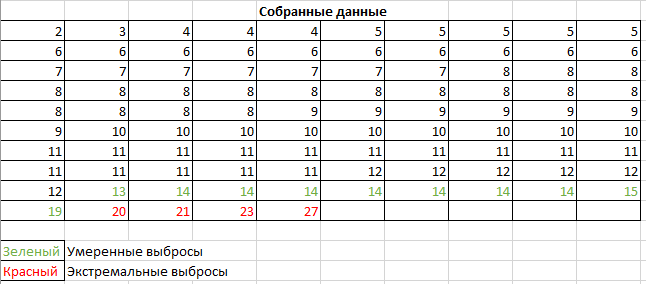 Собранные данные
2 3 4 4 4 5 5 5 5 5
6 6 6 6 6 6 6 6 6 6
7 7 7 7 7 7 7 8 8 8
8 8 8 8 8 8 8 8 8 8
8 8 8 9 9 9 9 9 9 9
9 10 10 10 10 10 10 10 10 10
11 11 11 11 11 11 11 11 11 11
11 11 11 11 11 12 12 12 12 12
12 13 14 14 14 14 14 14 14 15
19 20 21 23 27
Зеленый Умеренные выбросы
Красный Экстремальные выбросы